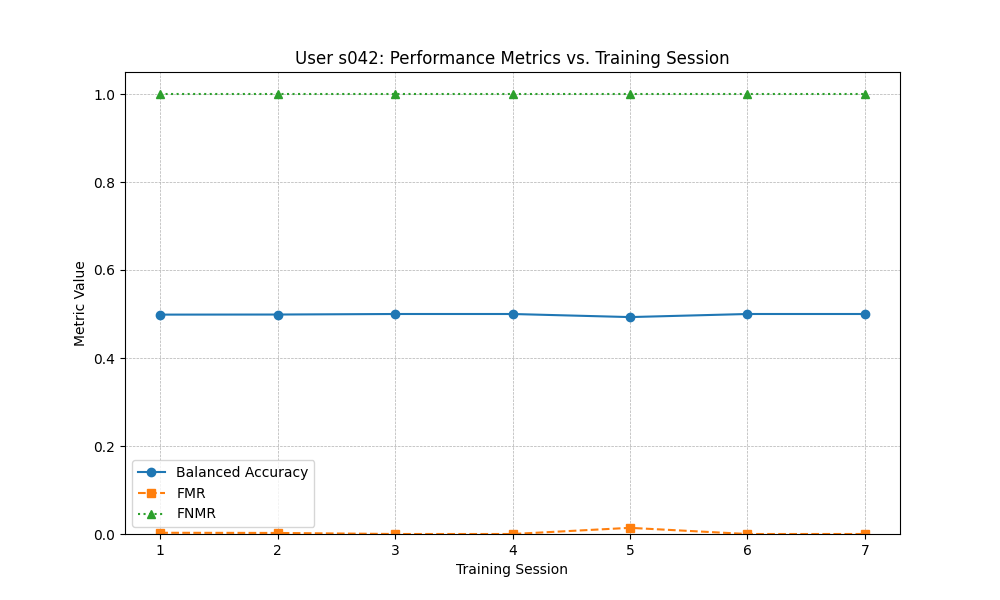 User s042: Performance Metrics vs. Training Session
Metric Value
1.0
0.8
0.6
0.4
0.2
0.0
Balanced Accuracy
FMR
FNMR
1 2 3 4 5 6 7
Training Session